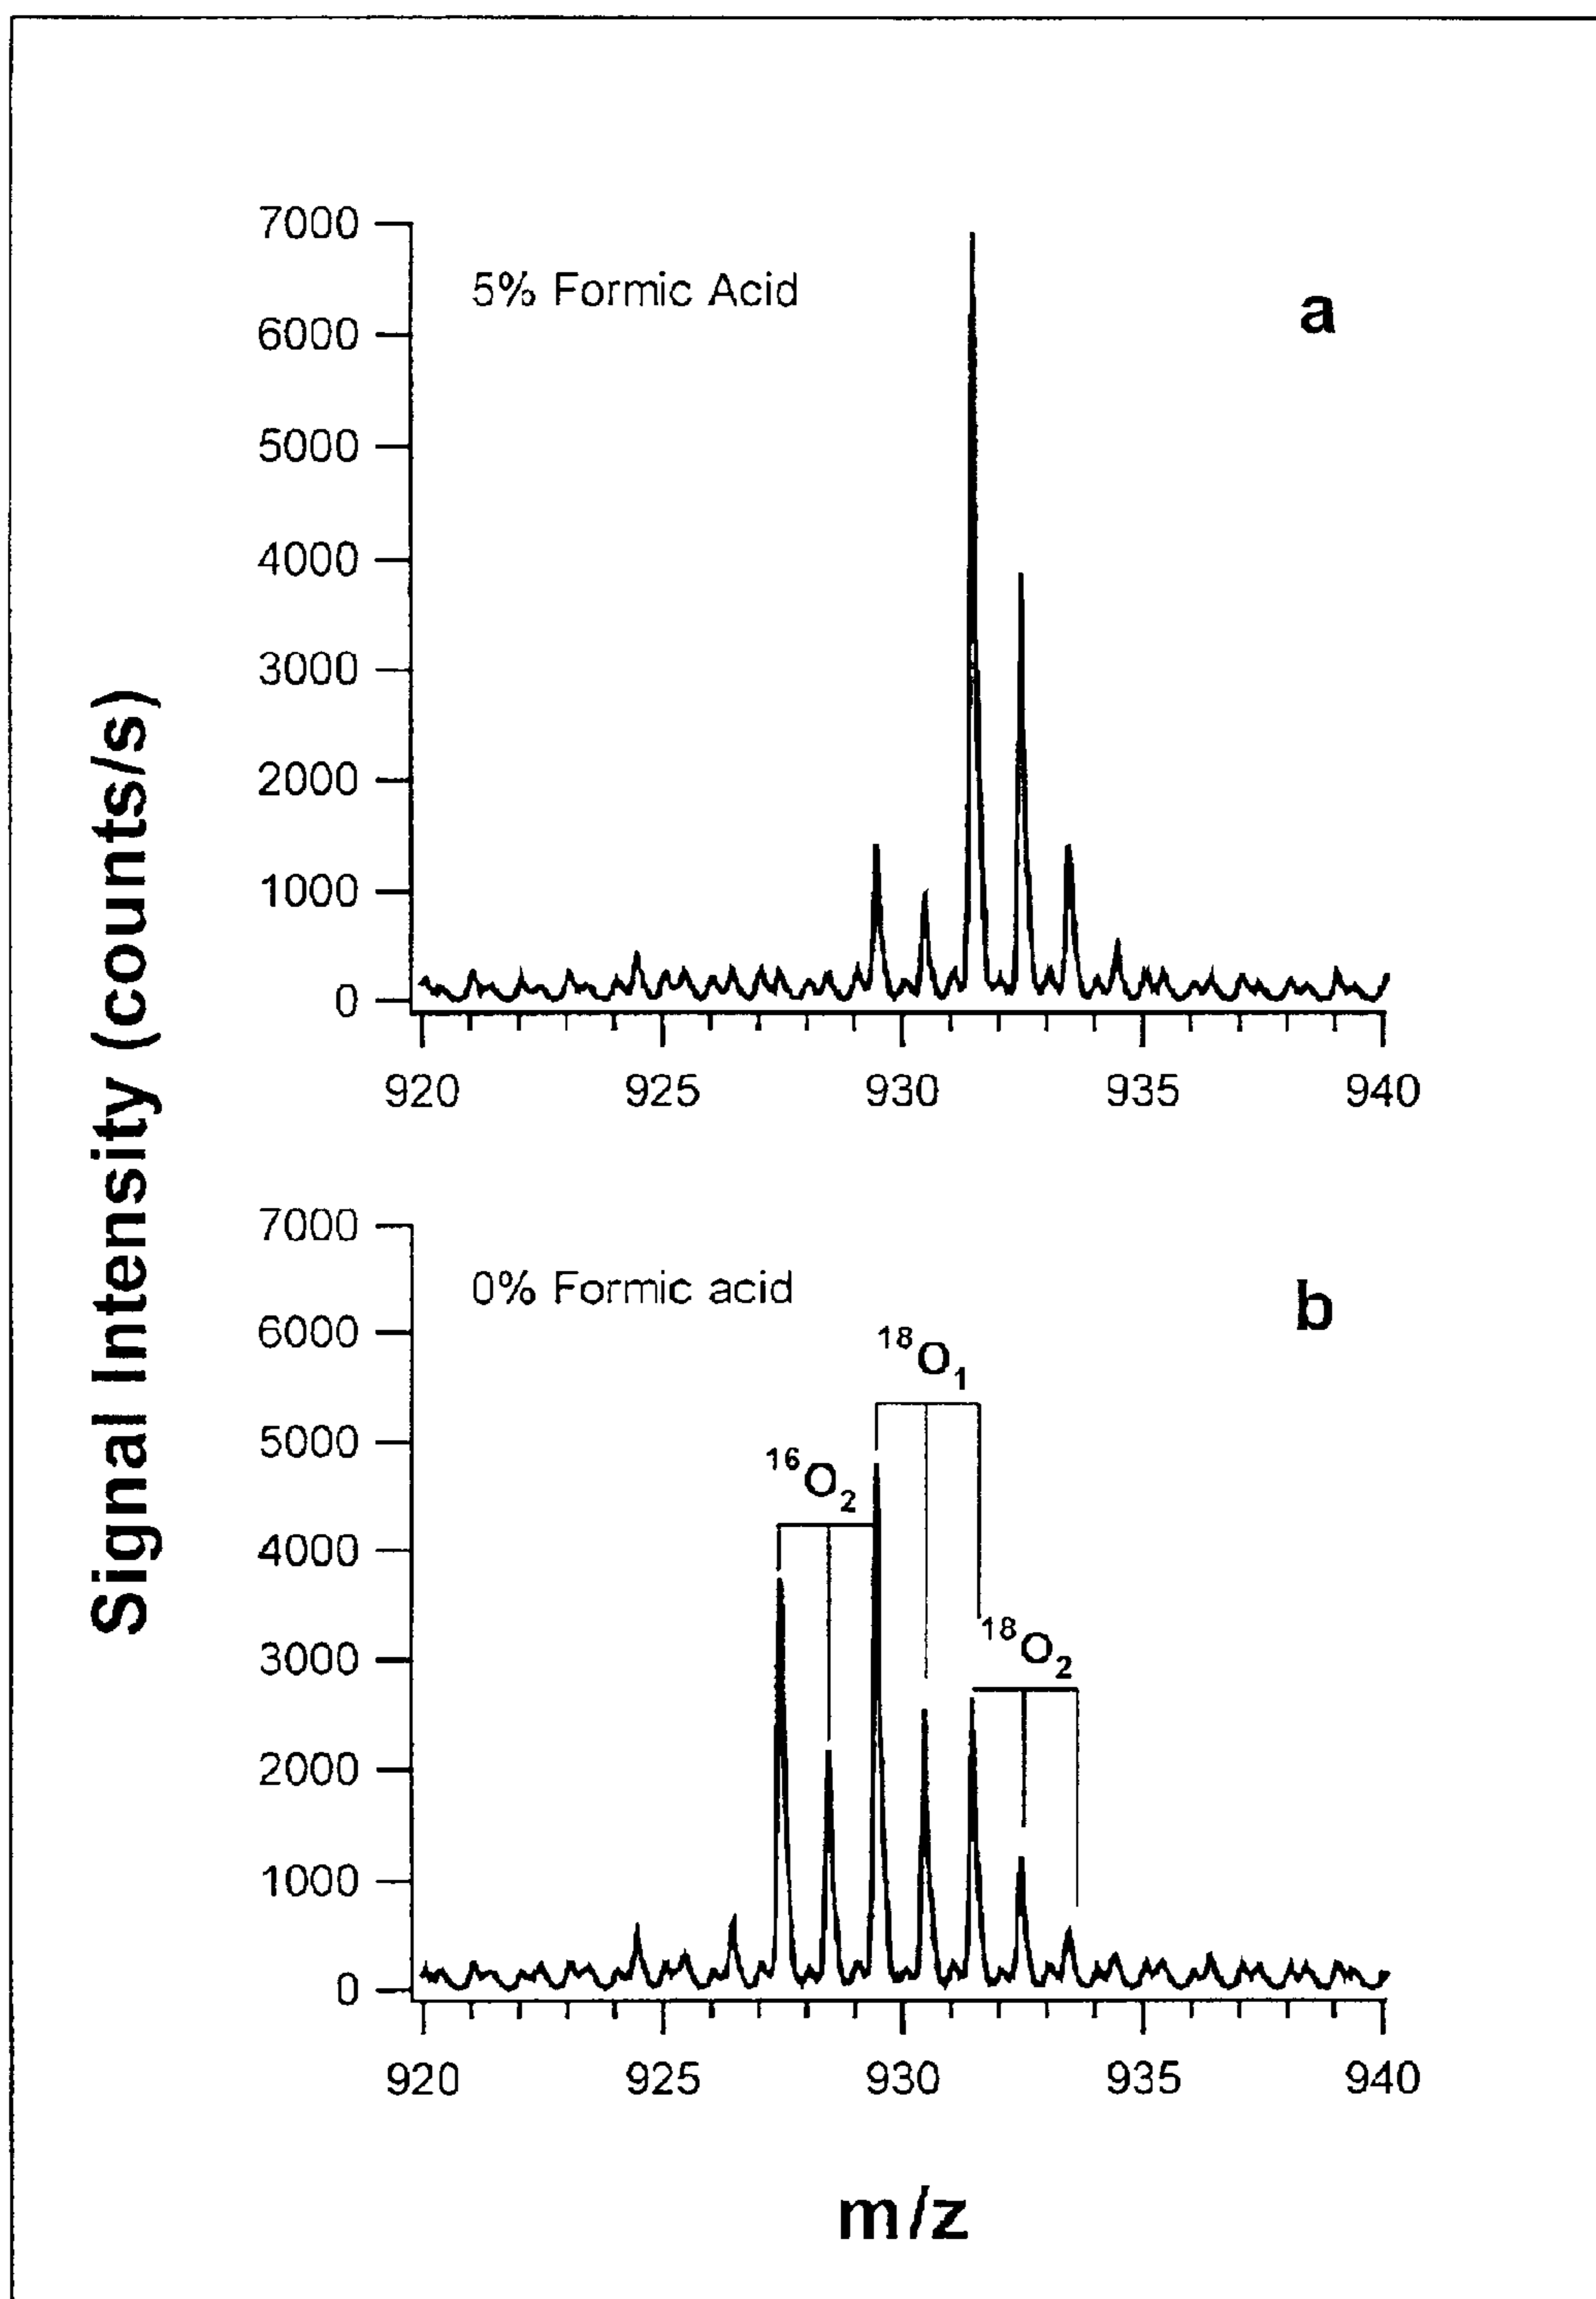 Signal Intensity (counts/s)
7000
6000
5000
4000
3000
2000
1000
0
5% Formic Acid
a
920 925 930 935 940
7000
6000
5000
4000
3000
2000
1000
0
0% Formic acid
b
¹⁸O₁
¹⁶O₂
¹⁸O₂
920 925 930 935 940
m/z